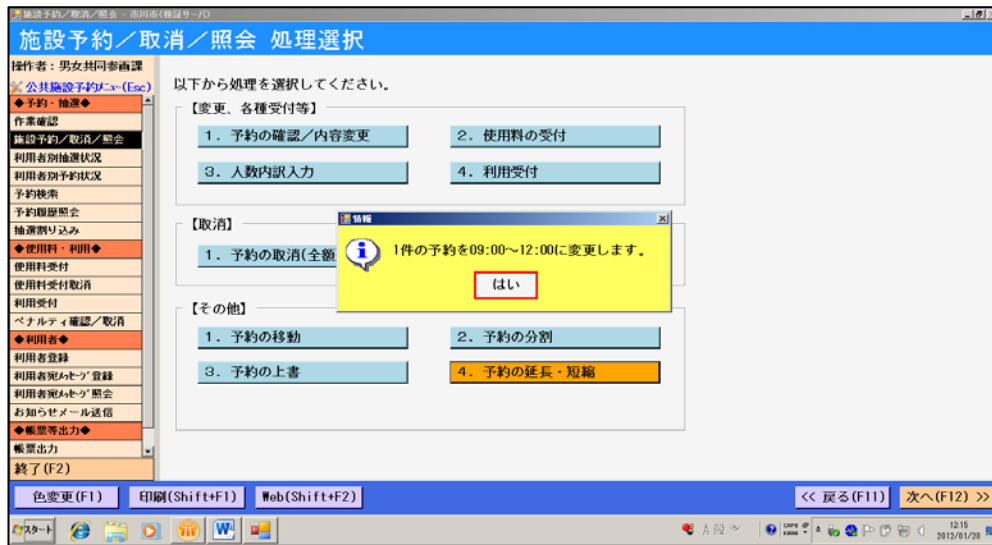 施設予約/取消/照会 - 市川市(検証サーバ)
施設予約/取消/照会 処理選択
操作者:男女共同参画課
公共施設予約メニュー(Esc)
◆予約・抽選◆
作業確認
施設予約/取消/照会
利用者別抽選状況
利用者別予約状況
予約検索
予約履歴照会
抽選割り込み
◆使用料・利用◆
使用料受付
使用料受付取消
利用受付
ペナルティ確認/取消
◆利用者◆
利用者登録
利用者宛メッセージ登録
利用者宛メッセージ照会
お知らせメール送信
◆帳票等出力◆
帳票出力
終了(F2)
以下から処理を選択してください。
【変更、各種受付等】
1. 予約の確認/内容変更
2. 使用料の受付
3. 人数内訳入力
4. 利用受付
【取消】
1. 予約の取消(全額
情報
1件の予約を09:00~12:00に変更します。
はい
【その他】
1. 予約の移動
2. 予約の分割
3. 予約の上書
4. 予約の延長・短縮
色変更(F1)
印刷(Shift+F1)
Web(Shift+F2)
<< 戻る(F11)
次へ(F12) >>
スタート
A 般
CAPS
KANA
12:15
2012/01/20